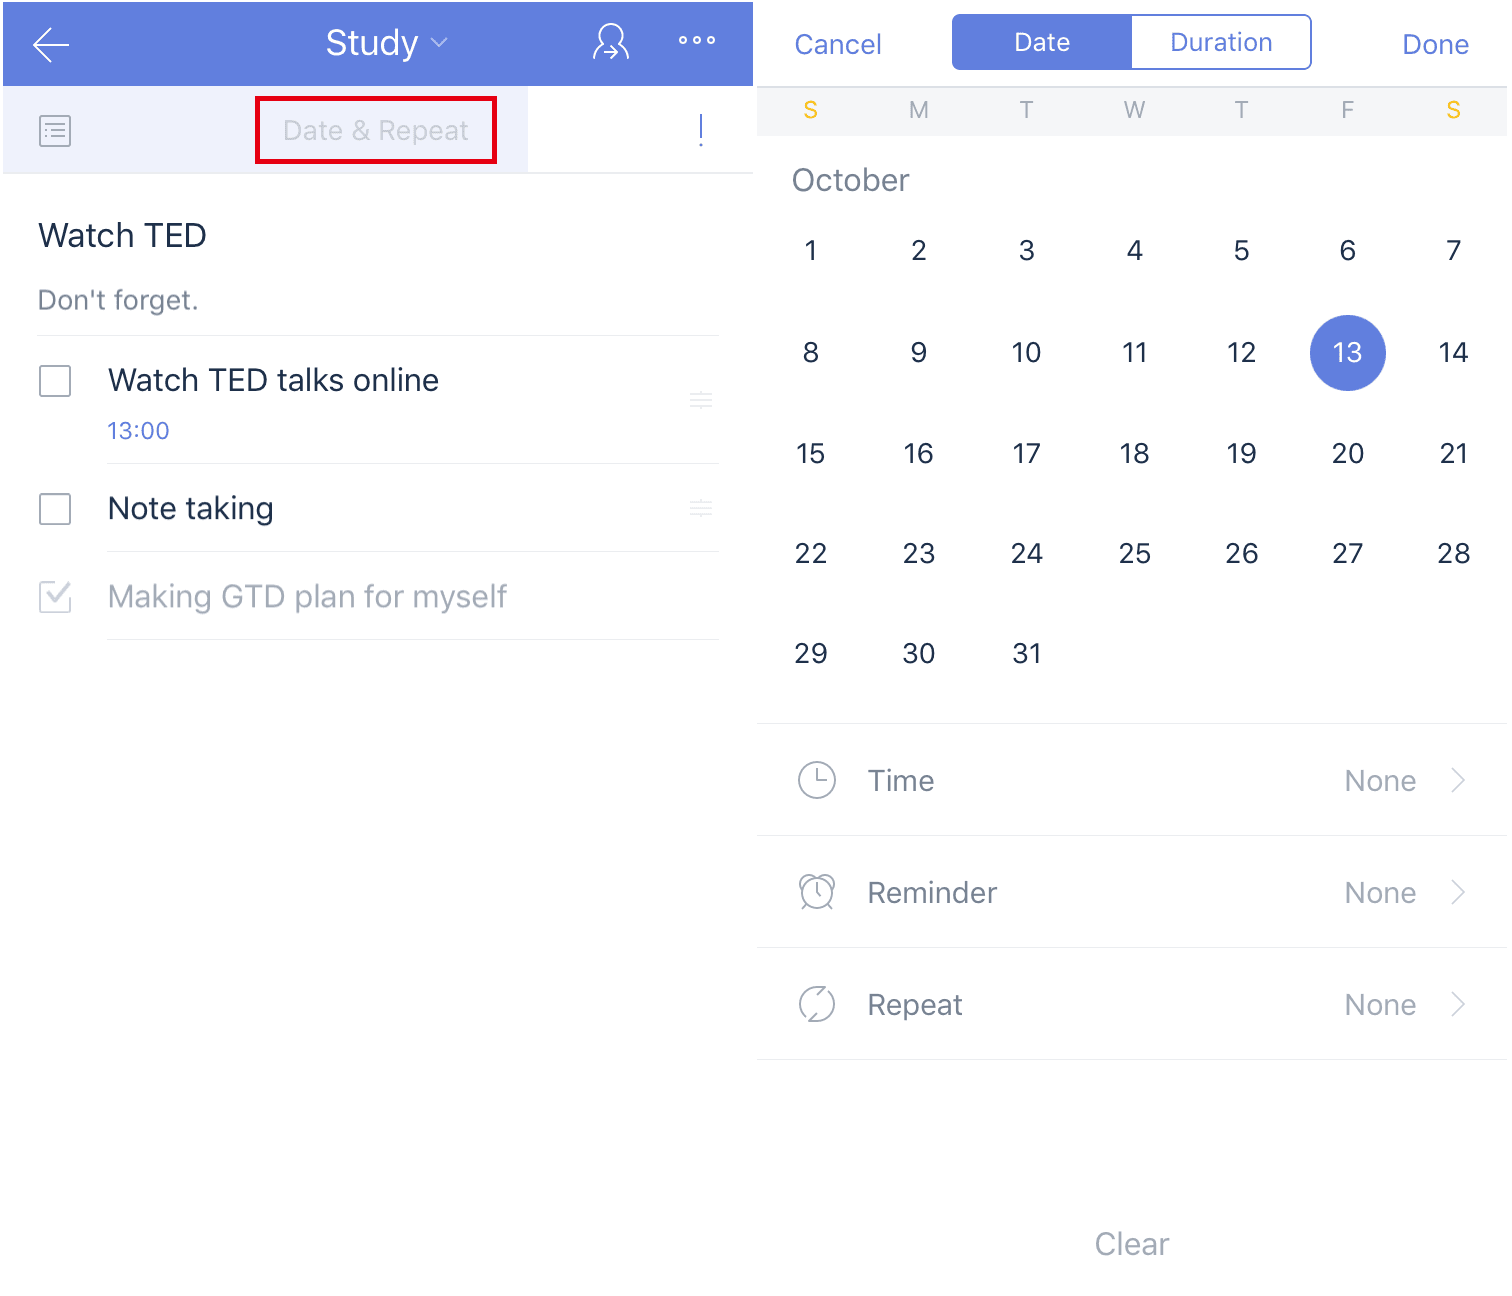 Study
Date & Repeat
Watch TED
Don't forget.
Watch TED talks online
13:00
Note taking
Making GTD plan for myself
Cancel Date Duration Done
S M T W T F S
October
1 2 3 4 5 6 7
8 9 10 11 12 13 14
15 16 17 18 19 20 21
22 23 24 25 26 27 28
29 30 31
Time None
Reminder None
Repeat None
Clear